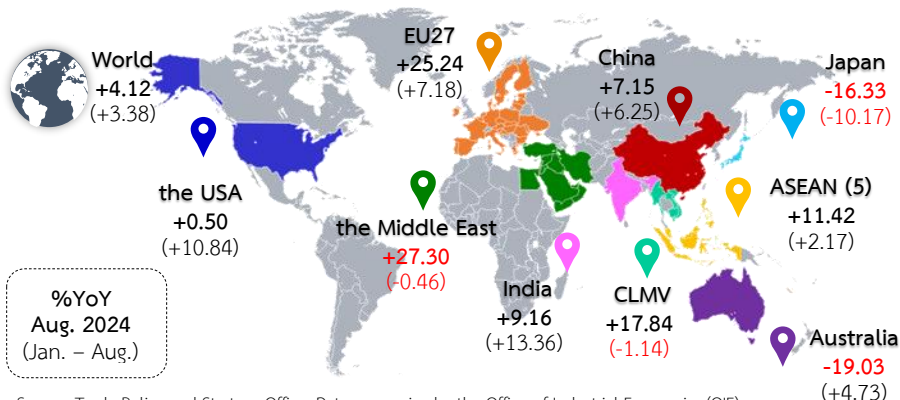 World
+4.12
(+3.38)
EU27
+25.24
(+7.18)
China
+7.15
(+6.25)
Japan
-16.33
(-10.17)
the USA
+0.50
(+10.84)
the Middle East
+27.30
(-0.46)
ASEAN (5)
+11.42
(+2.17)
India
+9.16
(+13.36)
CLMV
+17.84
(-1.14)
Australia
-19.03
(+4.73)
%YoY
Aug. 2024
(Jan. – Aug.)